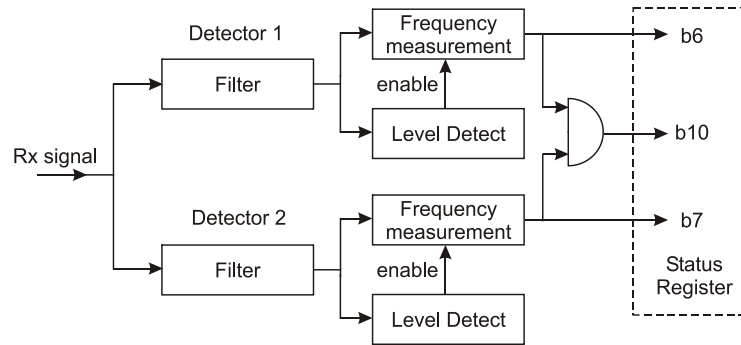 Detector 1
Filter
Frequency
measurement
enable
Level Detect
b6
b10
Rx signal
Detector 2
Filter
Frequency
measurement
enable
Level Detect
b7
Status
Register